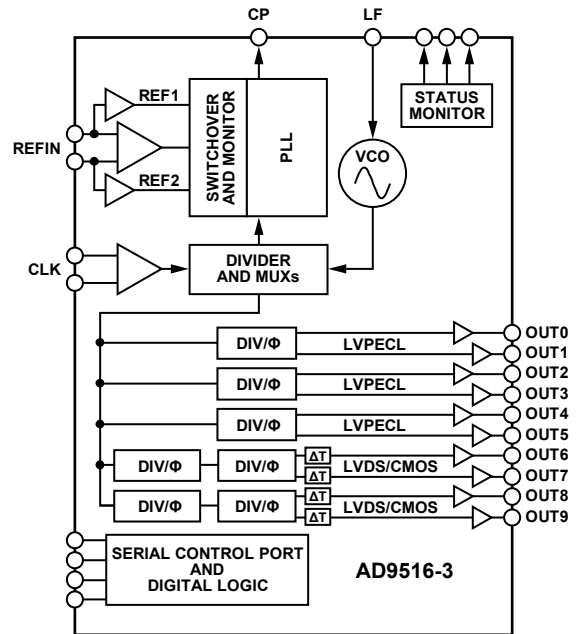 CP
LF
REF1
REFIN
REF2
SWITCHOVER
AND MONITOR
PLL
VCO
STATUS
MONITOR
CLK
DIVIDER
AND MUXs
DIV/Φ
LVPECL
OUT0
OUT1
DIV/Φ
LVPECL
OUT2
OUT3
DIV/Φ
LVPECL
OUT4
OUT5
DIV/Φ
DIV/Φ
ΔT
ΔT
LVDS/CMOS
OUT6
OUT7
DIV/Φ
DIV/Φ
ΔT
ΔT
LVDS/CMOS
OUT8
OUT9
SERIAL CONTROL PORT
AND
DIGITAL LOGIC
AD9516-3